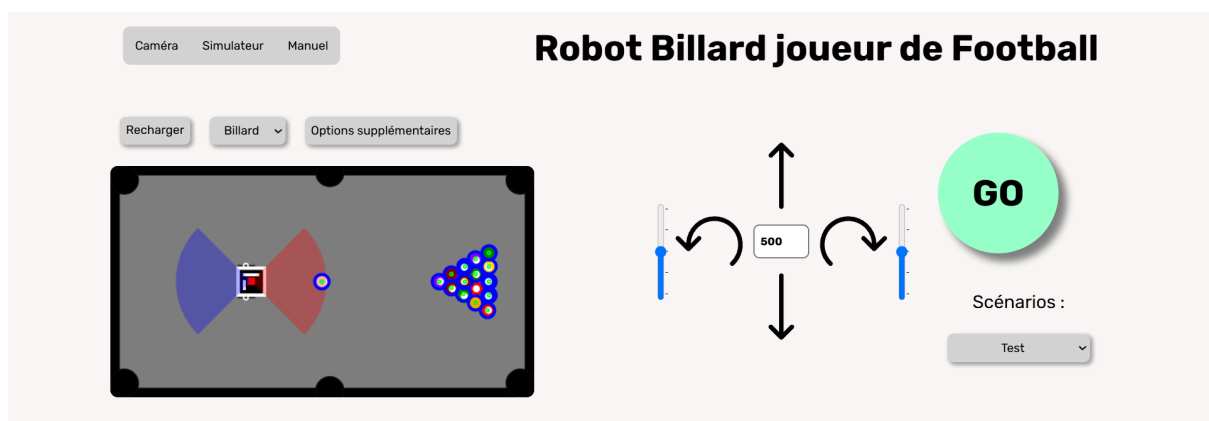 Caméra Simulateur Manuel
Robot Billard joueur de Football
Recharger Billard Options supplémentaires
GO
500
Scénarios :
Test